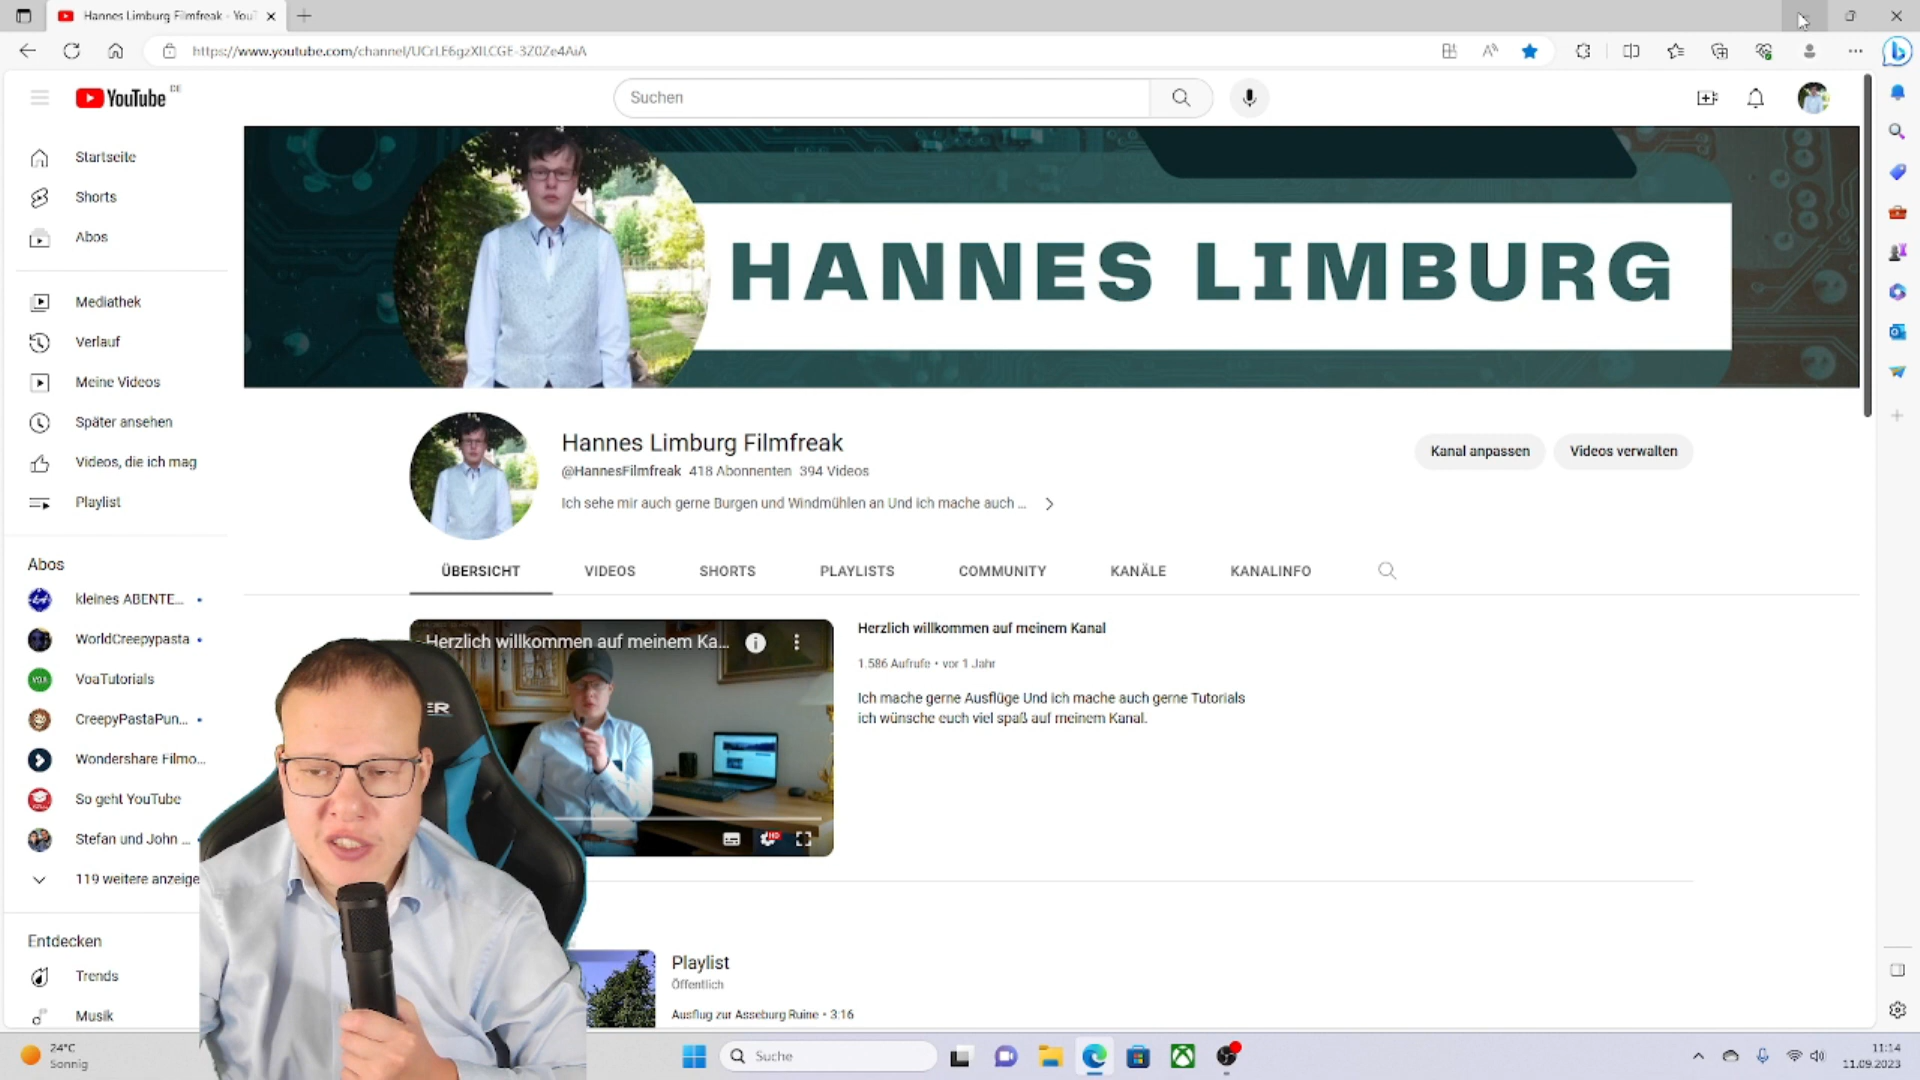 Hannes Limburg Filmfreak - You
https://www.youtube.com/channel/UCrLE6gzXILCGE-3Z0Ze4AiA
YouTube DE
Suchen
Startseite
Shorts
Abos
Mediathek
Verlauf
Meine Videos
Später ansehen
Videos, die ich mag
Playlist
Abos
kleines ABENTE...
WorldCreepypasta
VoaTutorials
CreepyPastaPun...
Wondershare Filmo...
So geht YouTube
Stefan und John ...
119 weitere anzeige
Entdecken
Trends
Musik
HANNES LIMBURG
Hannes Limburg Filmfreak
@HannesFilmfreak 418 Abonnenten 394 Videos
Ich sehe mir auch gerne Burgen und Windmühlen an Und ich mache auch ...
Kanal anpassen
Videos verwalten
ÜBERSICHT
VIDEOS
SHORTS
PLAYLISTS
COMMUNITY
KANÄLE
KANALINFO
Herzlich willkommen auf meinem Ka...
HD
Herzlich willkommen auf meinem Kanal
1.586 Aufrufe • vor 1 Jahr
Ich mache gerne Ausflüge Und ich mache auch gerne Tutorials
ich wünsche euch viel spaß auf meinem Kanal.
Playlist
Öffentlich
Ausflug zur Asseburg Ruine • 3:16
24°C
Sonnig
Suche
11:14
11.09.2023